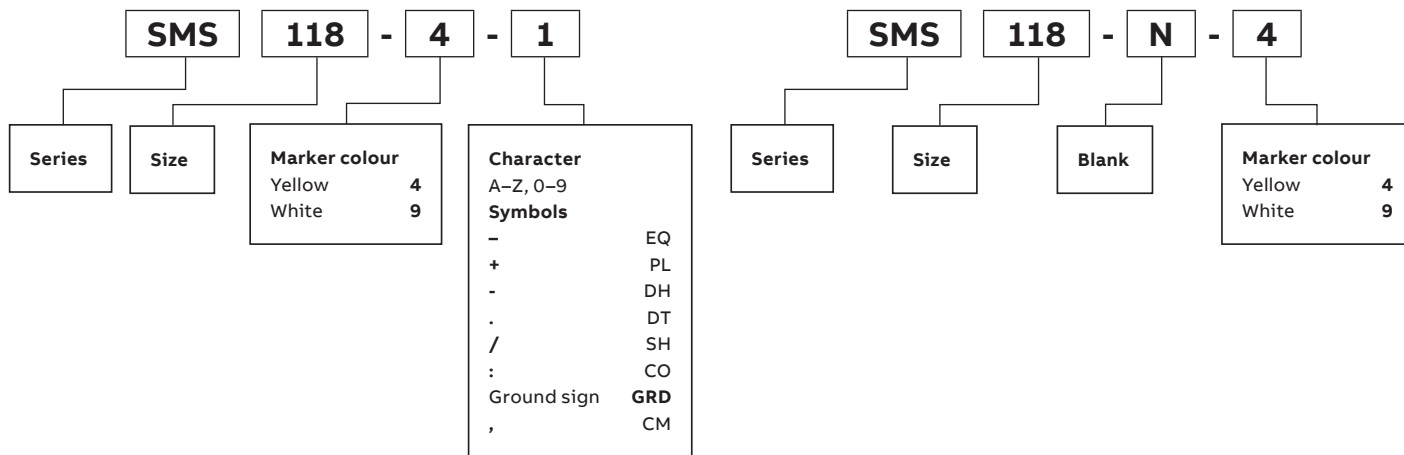 SMS 118 - 4 - 1
Series
Size
Marker colour
Yellow 4
White 9
Character
A–Z, 0–9
Symbols
– EQ
+ PL
- DH
. DT
/ SH
: CO
Ground sign GRD
, CM
SMS 118 - N - 4
Series
Size
Blank
Marker colour
Yellow 4
White 9